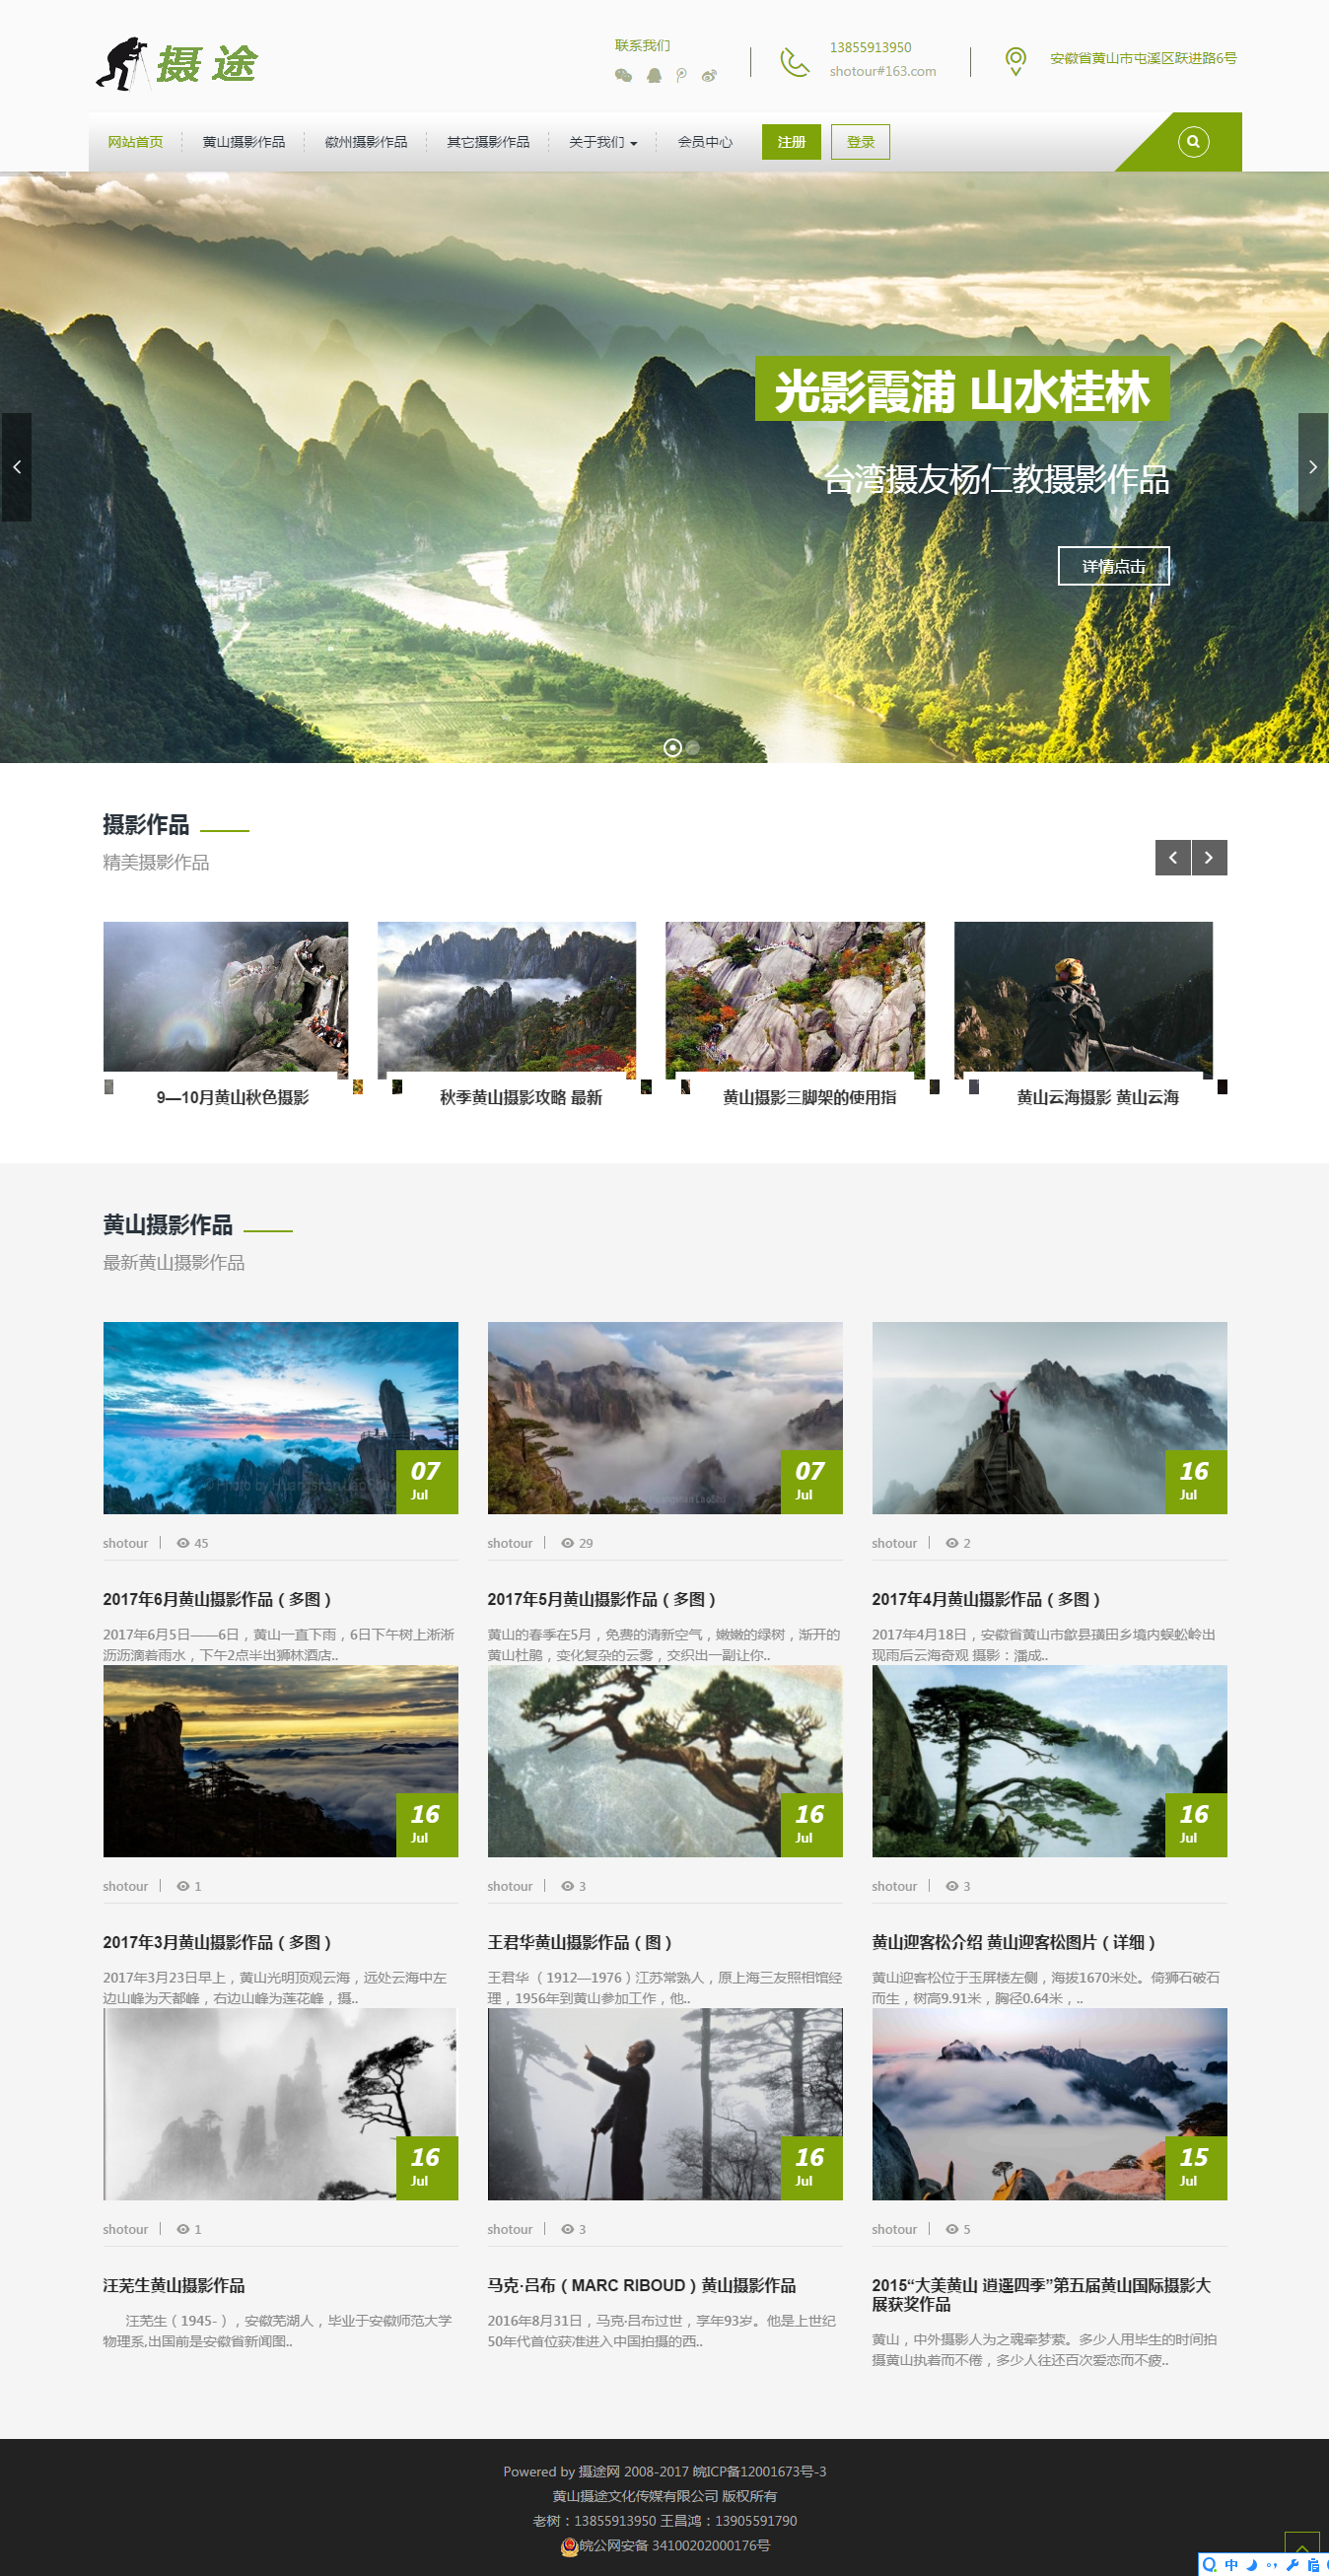 摄途
联系我们
13855913950
shotour#163.com
安徽省黄山市屯溪区跃进路6号
网站首页
黄山摄影作品
徽州摄影作品
其它摄影作品
关于我们
会员中心
注册
登录
光影霞浦 山水桂林
台湾摄友杨仁教摄影作品
详情点击
摄影作品
精美摄影作品
9—10月黄山秋色摄影
秋季黄山摄影攻略 最新
黄山摄影三脚架的使用指
黄山云海摄影 黄山云海
黄山摄影作品
最新黄山摄影作品
© Photo by Huangshan LaoShu
07
Jul
07
Jul
16
Jul
shotour
45
shotour
29
shotour
2
2017年6月黄山摄影作品（多图）
2017年6月5日——6日，黄山一直下雨，6日下午树上淅淅
沥沥滴着雨水，下午2点半出狮林酒店..
2017年5月黄山摄影作品（多图）
黄山的春季在5月，免费的清新空气，嫩嫩的绿树，渐开的
黄山杜鹃，变化复杂的云雾，交织出一副让你..
2017年4月黄山摄影作品（多图）
2017年4月18日，安徽省黄山市歙县璜田乡境内蜈蚣岭出
现雨后云海奇观 摄影：潘成..
16
Jul
16
Jul
16
Jul
shotour
1
shotour
3
shotour
3
2017年3月黄山摄影作品（多图）
2017年3月23日早上，黄山光明顶观云海，远处云海中左
边山峰为天都峰，右边山峰为莲花峰，摄..
王君华黄山摄影作品（图）
王君华 （1912—1976）江苏常熟人，原上海三友照相馆经
理，1956年到黄山参加工作，他..
黄山迎客松介绍 黄山迎客松图片（详细）
黄山迎客松位于玉屏楼左侧，海拔1670米处。倚狮石破石
而生，树高9.91米，胸径0.64米，..
16
Jul
16
Jul
15
Jul
shotour
1
shotour
3
shotour
5
汪芜生黄山摄影作品
汪芜生（1945-），安徽芜湖人，毕业于安徽师范大学
物理系,出国前是安徽省新闻图..
马克·吕布（MARC RIBOUD）黄山摄影作品
2016年8月31日，马克·吕布过世，享年93岁。他是上世纪
50年代首位获准进入中国拍摄的西..
2015“大美黄山 逍遥四季”第五届黄山国际摄影大
展获奖作品
黄山，中外摄影人为之魂牵梦萦。多少人用毕生的时间拍
摄黄山执着而不倦，多少人往还百次爱恋而不疲..
Powered by 摄途网 2008-2017 皖ICP备12001673号-3
黄山摄途文化传媒有限公司 版权所有
老树：13855913950 王昌鸿：13905591790
皖公网安备 34100202000176号
中